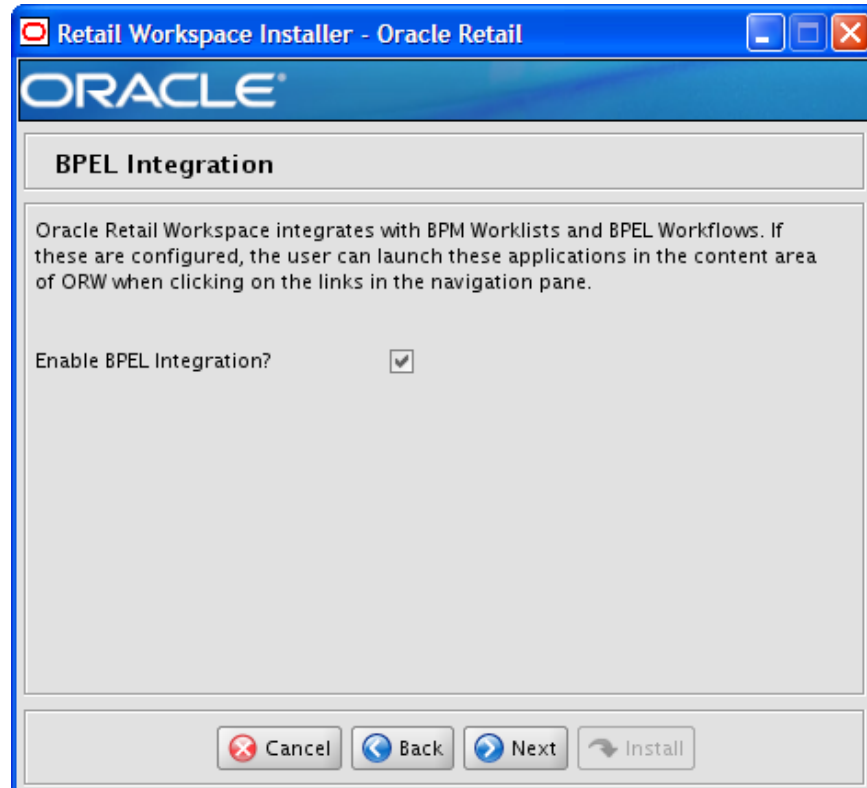 Retail Workspace Installer - Oracle Retail
ORACLE
BPEL Integration
Oracle Retail Workspace integrates with BPM Worklists and BPEL Workflows. If
these are configured, the user can launch these applications in the content area
of ORW when clicking on the links in the navigation pane.
Enable BPEL Integration?
Cancel Back Next Install